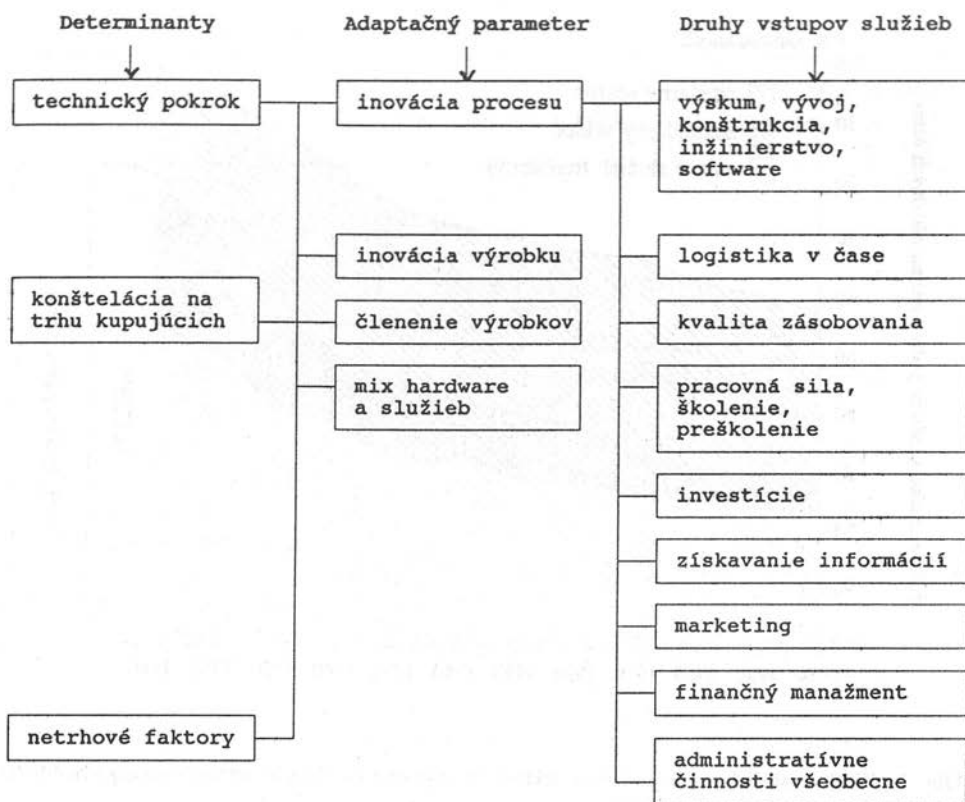 Determinanty
Adaptačný parameter
Druhy vstupov služieb
technický pokrok
inovácia procesu
výskum, vývoj,
konštrukcia,
inžinierstvo,
software
inovácia výrobku
logistika v čase
konštelácia na
trhu kupujúcich
členenie výrobkov
kvalita zásobovania
mix hardware
a služieb
pracovná sila,
školenie,
preškolenie
investície
získavanie informácií
marketing
finančný manažment
netrhové faktory
administratívne
činnosti všeobecne